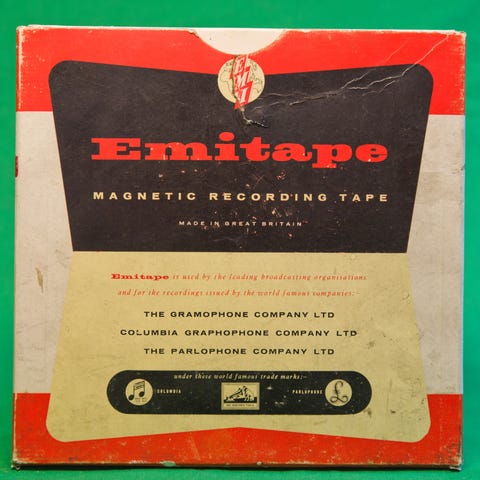 EMI
Emitape
MAGNETIC RECORDING TAPE
MADE IN GREAT BRITAIN
Emitape is used by the leading broadcasting organisations
and for the recordings issued by the world famous companies:-
THE GRAMOPHONE COMPANY LTD
COLUMBIA GRAPHOPHONE COMPANY LTD
THE PARLOPHONE COMPANY LTD
under these world famous trade marks:-
COLUMBIA
PARLOPHONE
£